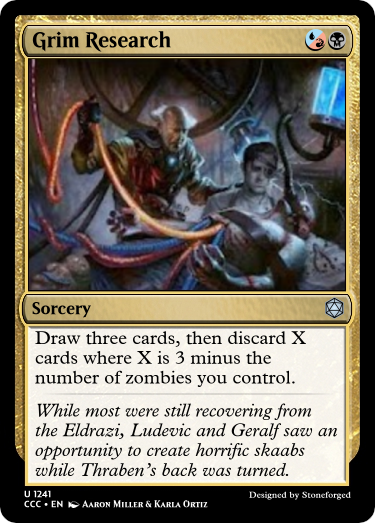 Grim Research
Sorcery
Draw three cards, then discard X
cards where X is 3 minus the
number of zombies you control.
While most were still recovering from
the Eldrazi, Ludevic and Geralf saw an
opportunity to create horrific skaabs
while Thraben's back was turned.
U 1241
Designed by Stoneforged
CCC • EN Aaron Miller & Karla Ortiz